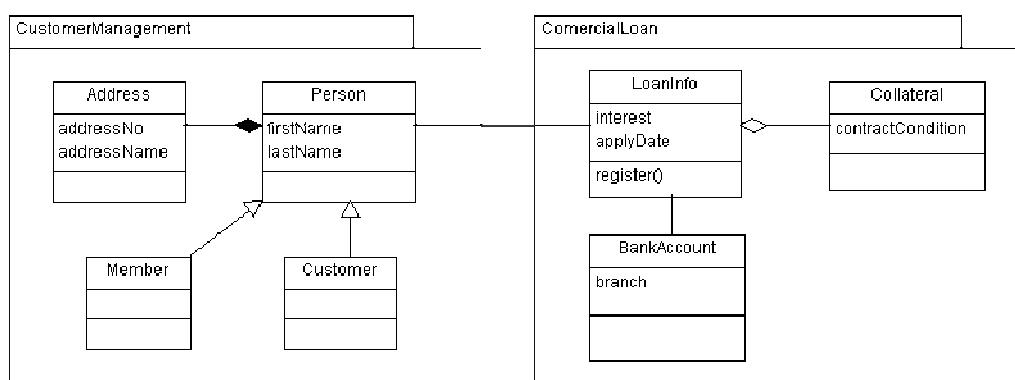 CustomerManagement
Address
addressNo
addressName
Person
firstName
lastName
Member
Customer
ComercialLoan
LoanInfo
interest
applyDate
register()
Collateral
contractCondition
BankAccount
branch